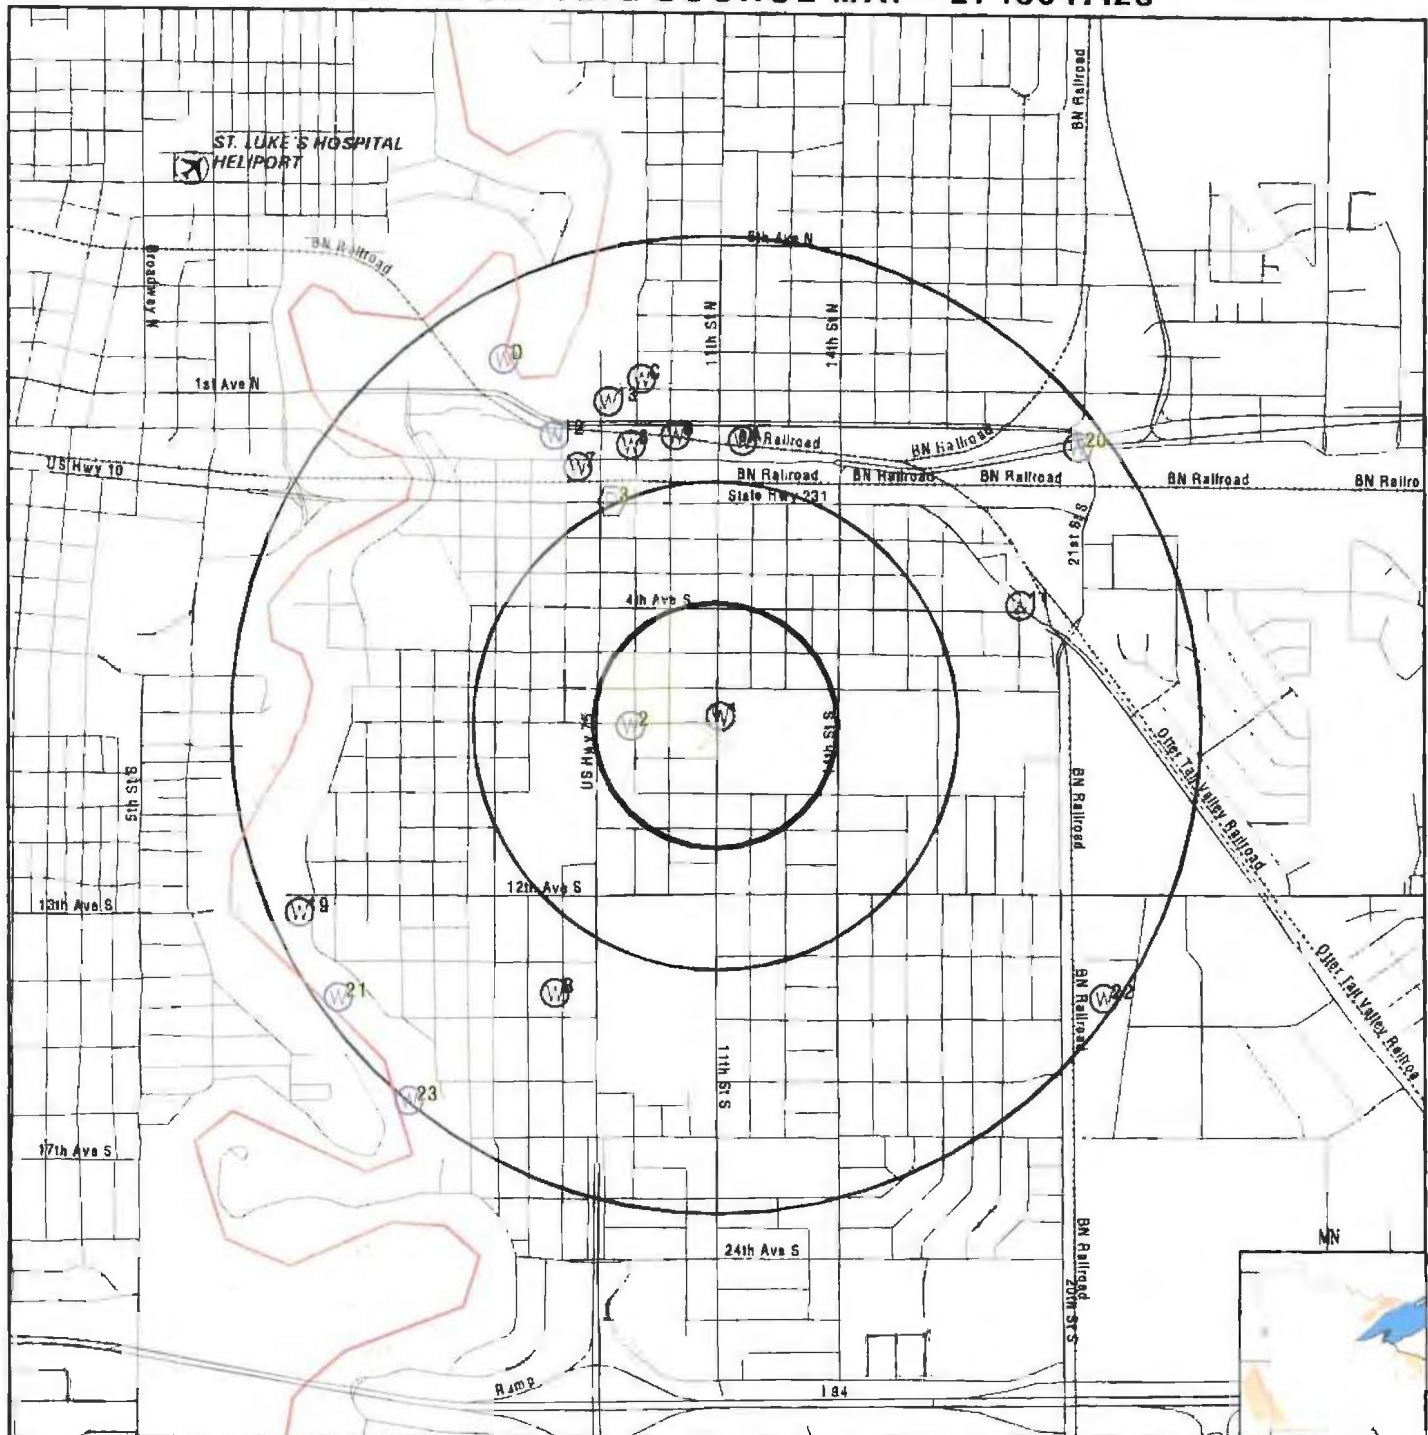 ST. LUKE'S HOSPITAL
HELIPORT
BN Railroad
BN Railroad
5th Ave N
Broadway N
11th St N
14th St N
D
C
1st Ave N
W
W
W
W
W
W
20
Railroad
BN Railroad
US Hwy 10
BN Railroad
BN Railroad
BN Railroad
BN Railroad
BN Railro
3
State Hwy 231
21st St S
4th Ave S
W 2
W
US HWY 75
14th St S
5th St S
BN Railroad
Otter Tail Valley Railroad
12th Ave S
13th Ave S
W 19
W 21
W
W 22
BN Railroad
Otter Tail Valley Railroa
W 23
11th St S
17th Ave S
24th Ave S
BN Railroad
20th St S
MN
Ramp
I 94